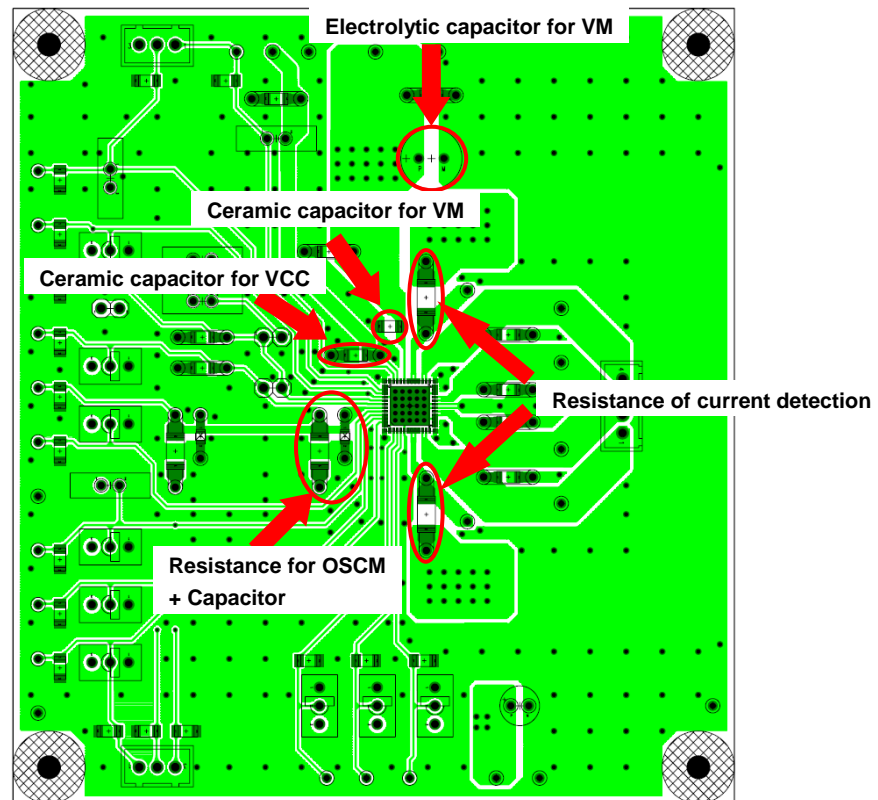 Electrolytic capacitor for VM
Ceramic capacitor for VM
Ceramic capacitor for VCC
Resistance of current detection
Resistance for OSCM
+ Capacitor